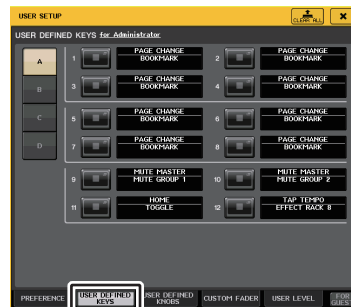 USER SETUP
CLEAR ALL
USER DEFINED KEYS for Administrator
A
B
C
D
1 PAGE CHANGE BOOKMARK
2 PAGE CHANGE BOOKMARK
3 PAGE CHANGE BOOKMARK
4 PAGE CHANGE BOOKMARK
5 PAGE CHANGE BOOKMARK
6 PAGE CHANGE BOOKMARK
7 PAGE CHANGE BOOKMARK
8 PAGE CHANGE BOOKMARK
9 MUTE MASTER MUTE GROUP 1
10 MUTE MASTER MUTE GROUP 2
11 HOME TOGGLE
12 TAP TEMPO EFFECT RACK 8
PREFERENCE
USER DEFINED KEYS
USER DEFINED KNOBS
CUSTOM FADER
USER LEVEL
FOR GUES